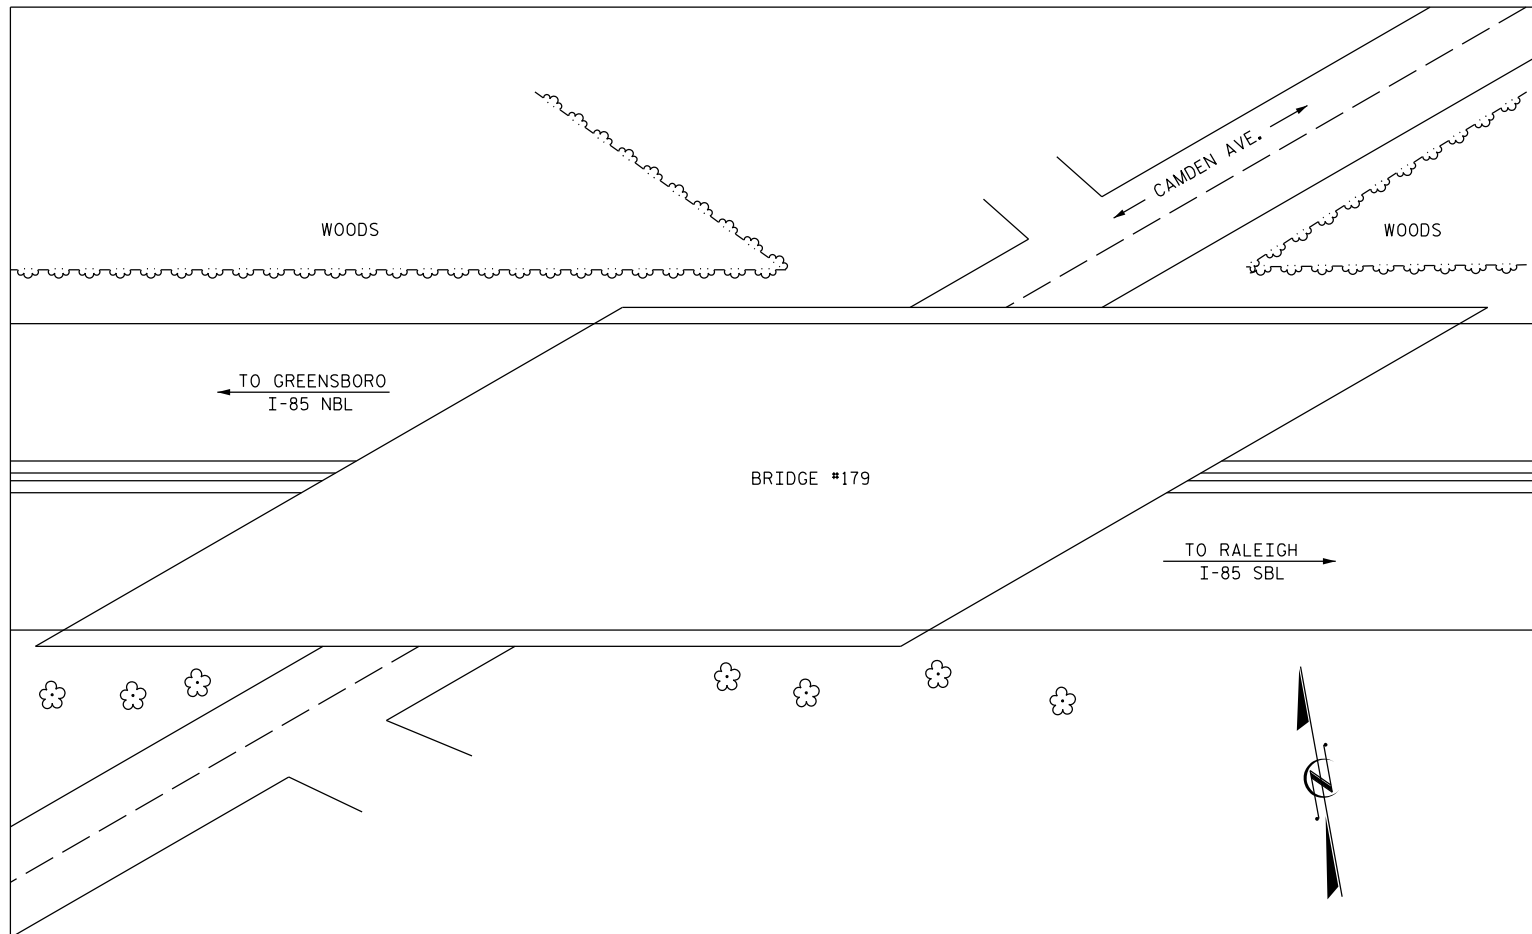 CAMDEN AVE.
WOODS
WOODS
TO GREENSBORO
I-85 NBL
BRIDGE #179
TO RALEIGH
I-85 SBL
N